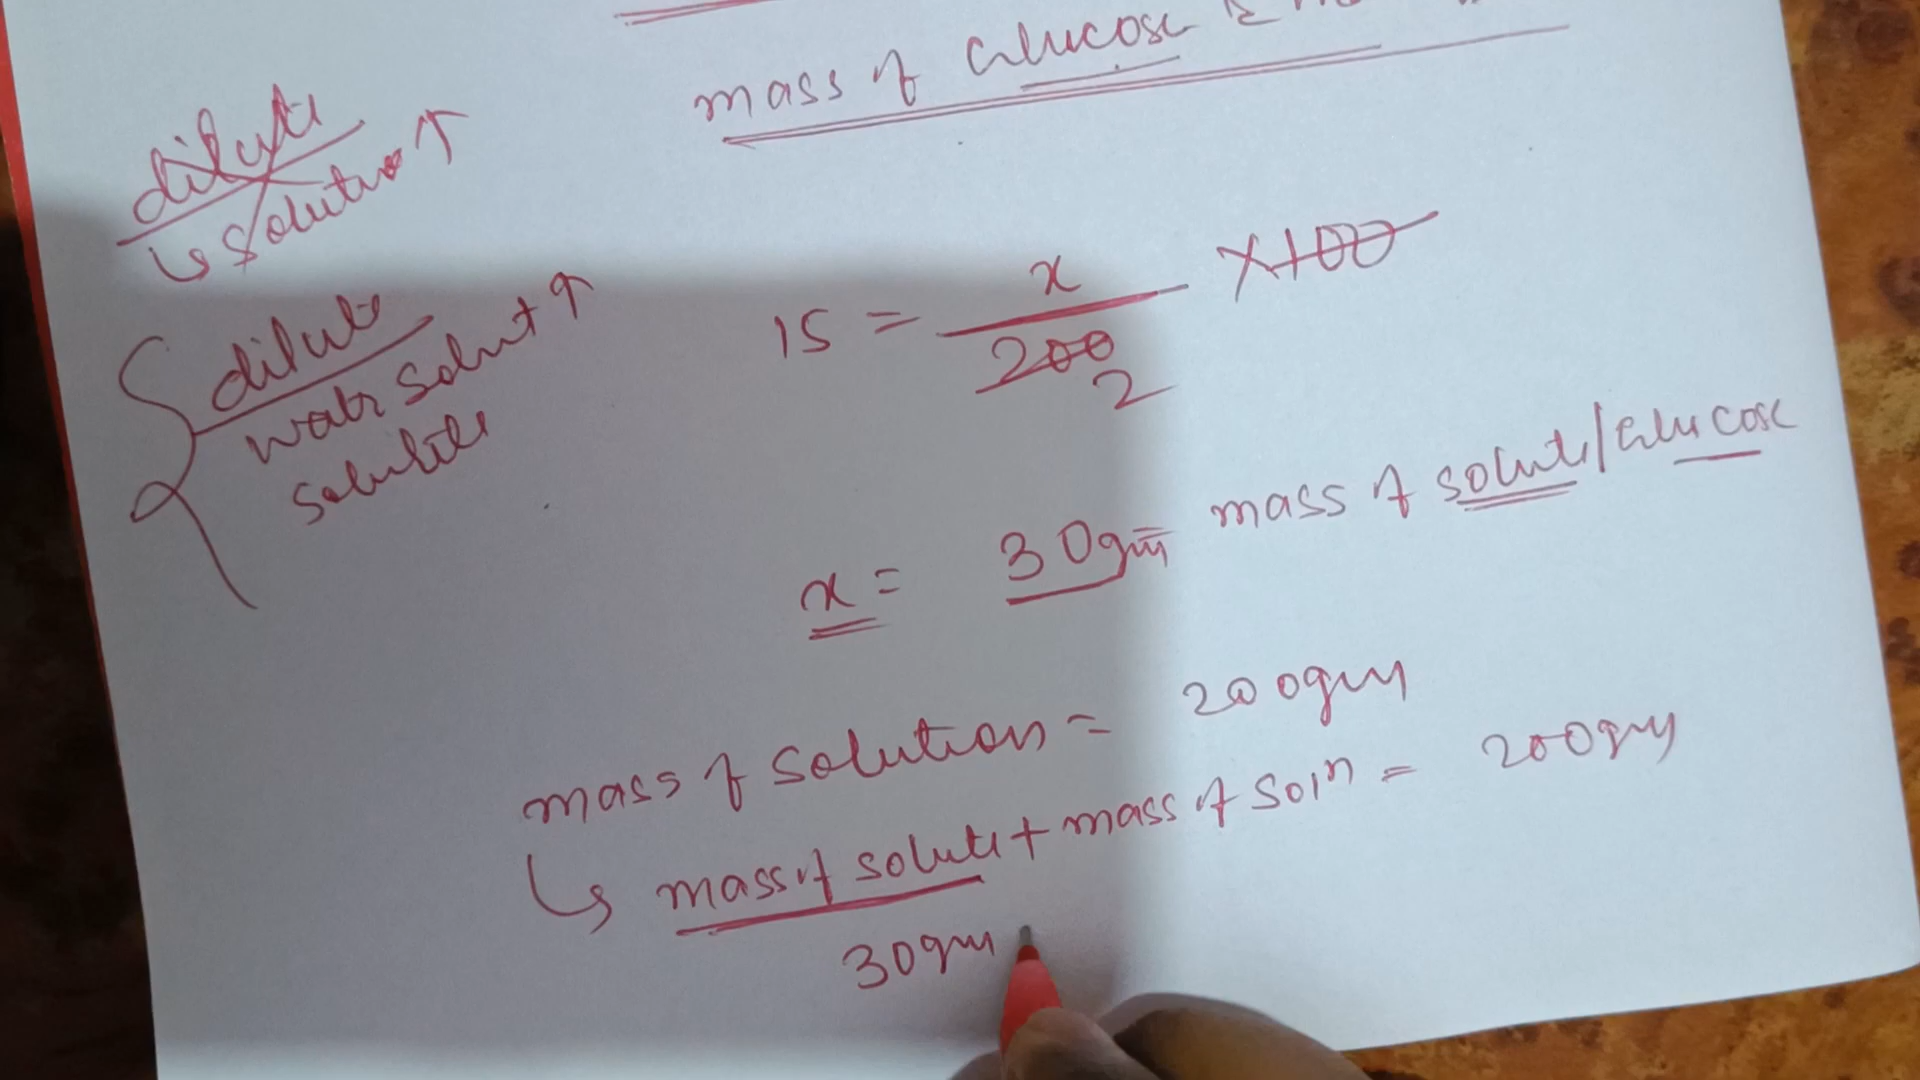 mass of Glucose
dilute
↳ solution ↑
dilute
water solvent ↑
solute
15 = x/200 × 100
2
x = 30gm = mass of solute/Glucose
mass of solution = 200gm
↳ mass of solute + mass of solⁿ = 200gm
30gm